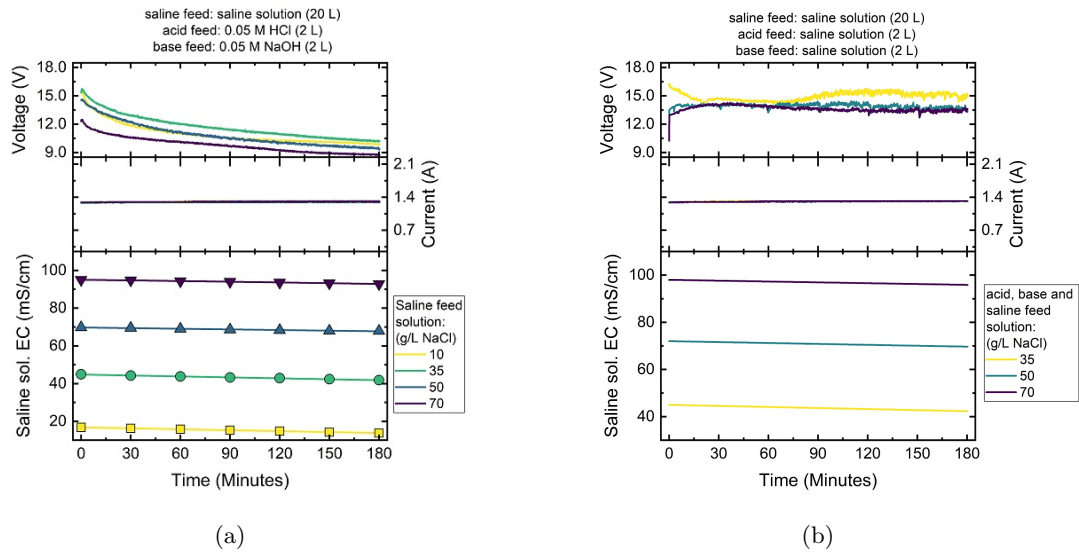 saline feed: saline solution (20 L)
acid feed: 0.05 M HCl (2 L)
base feed: 0.05 M NaOH (2 L)
18.0
15.0
12.0
9.0
Voltage (V)
2.1
1.4
0.7
Current (A)
100
80
60
40
20
Saline sol. EC (mS/cm)
0 30 60 90 120 150 180
Time (Minutes)
Saline feed
solution:
(g/L NaCl)
10
35
50
70
(a)
saline feed: saline solution (20 L)
acid feed: saline solution (2 L)
base feed: saline solution (2 L)
18.0
15.0
12.0
9.0
Voltage (V)
2.1
1.4
0.7
Current (A)
100
80
60
40
Saline sol. EC (mS/cm)
0 30 60 90 120 150 180
Time (Minutes)
acid, base and
saline feed
solution:
(g/L NaCl)
35
50
70
(b)